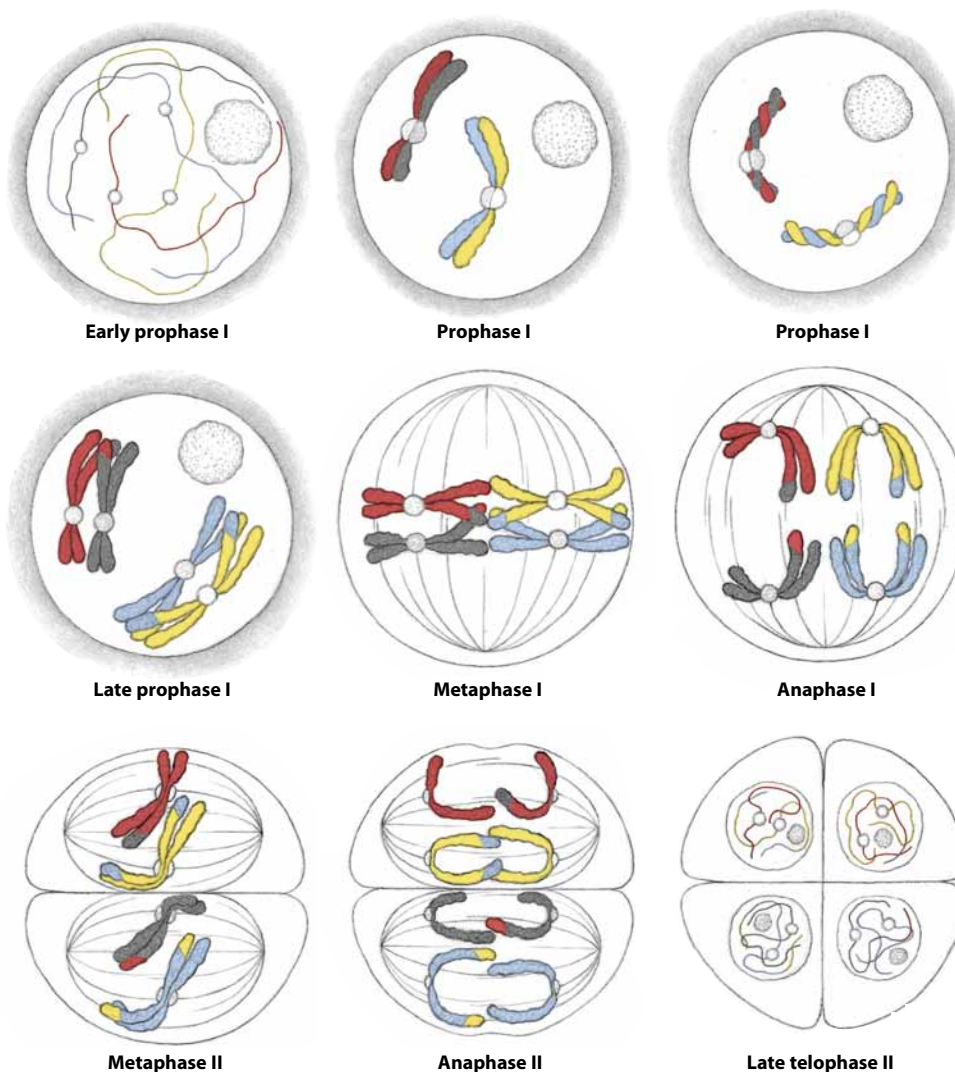 Early prophase I
Prophase I
Prophase I
Late prophase I
Metaphase I
Anaphase I
Metaphase II
Anaphase II
Late telophase II